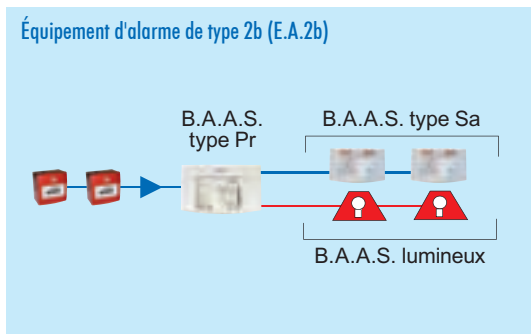 Équipement d'alarme de type 2b (E.A.2b)
B.A.A.S.
type Pr
B.A.A.S. type Sa
B.A.A.S. lumineux